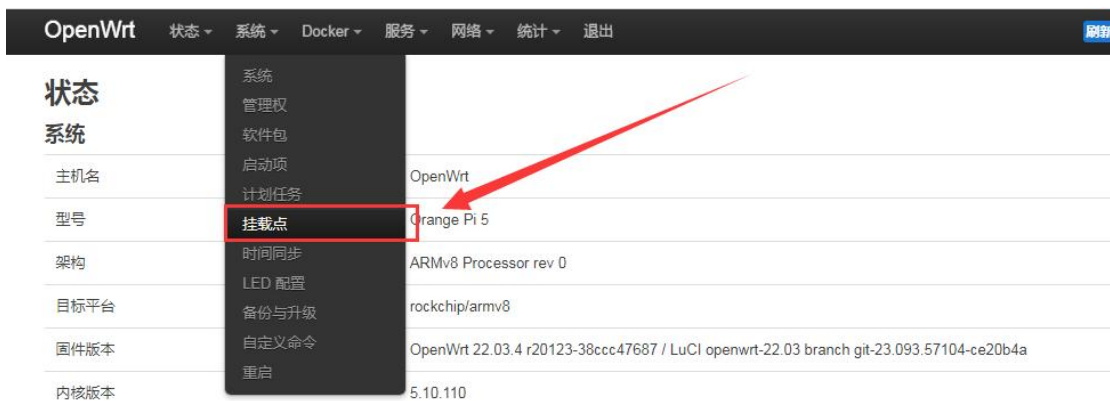 OpenWrt 状态 系统 Docker 服务 网络 统计 退出 刷新
状态
系统
主机名 OpenWrt
型号 Orange Pi 5
架构 ARMv8 Processor rev 0
目标平台 rockchip/armv8
固件版本 OpenWrt 22.03.4 r20123-38ccc47687 / LuCI openwrt-22.03 branch git-23.093.57104-ce20b4a
内核版本 5.10.110
系统
管理权
软件包
启动项
计划任务
挂载点
时间同步
LED 配置
备份与升级
自定义命令
重启